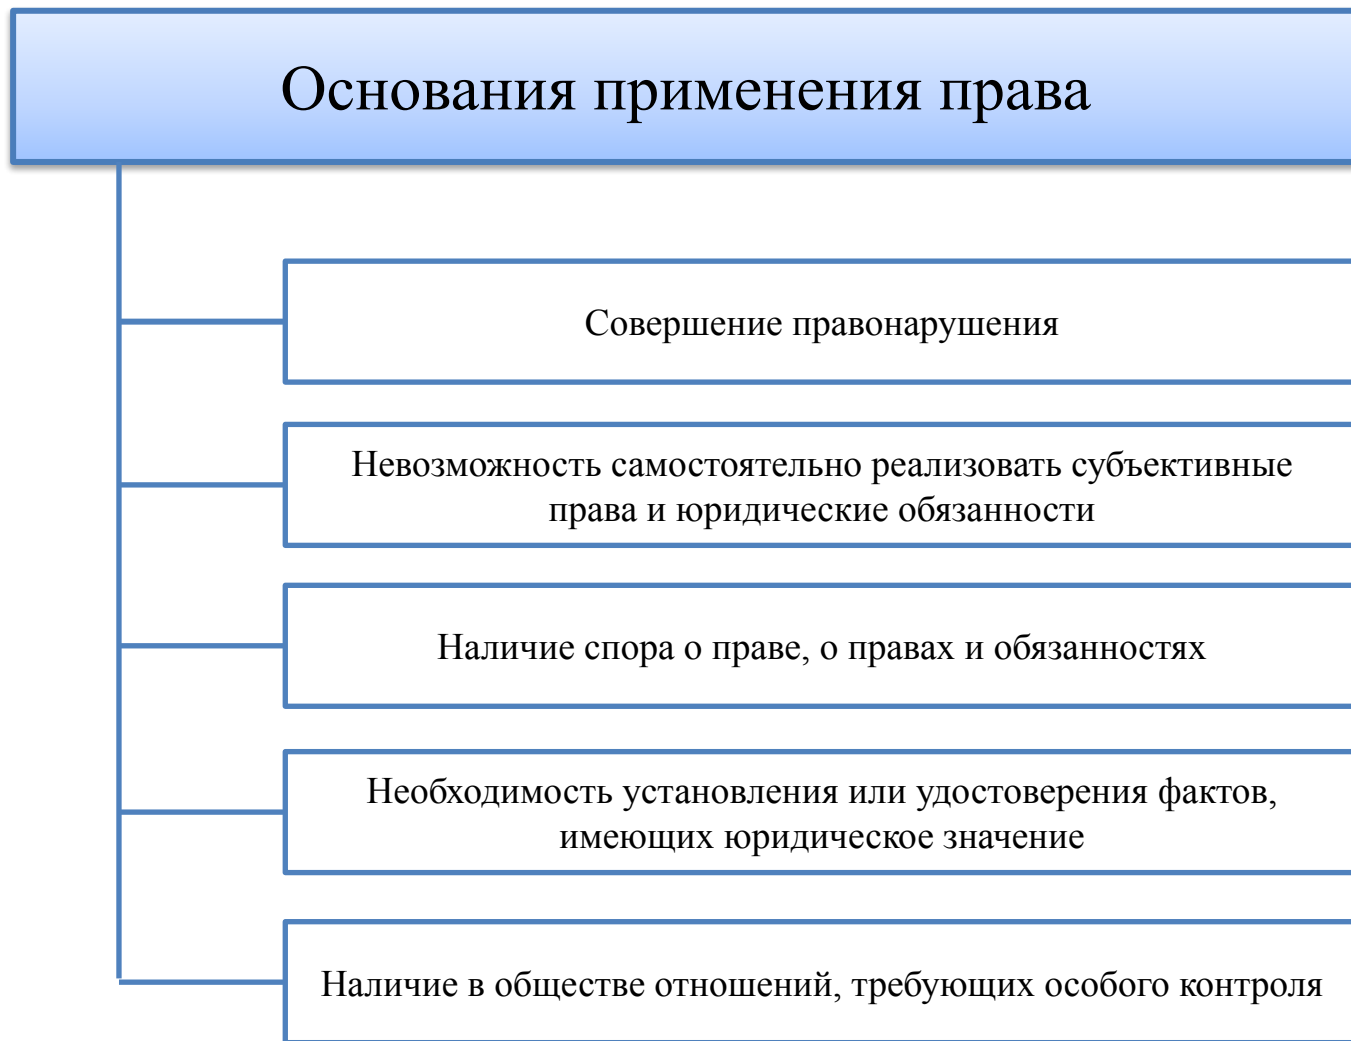 Основания применения права
Совершение правонарушения
Невозможность самостоятельно реализовать субъективные
права и юридические обязанности
Наличие спора о праве, о правах и обязанностях
Необходимость установления или удостоверения фактов,
имеющих юридическое значение
Наличие в обществе отношений, требующих особого контроля